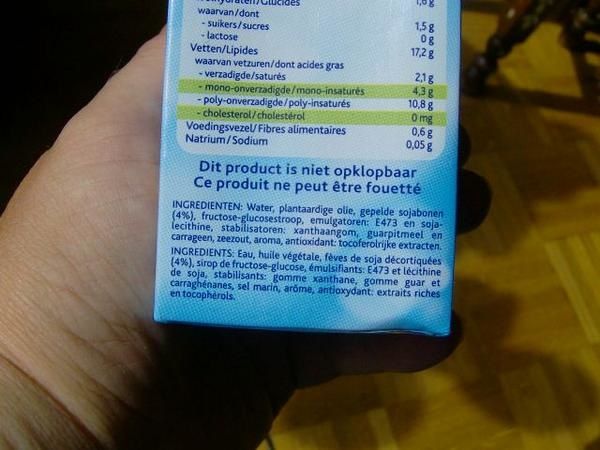 Koolhydraten/Glucides 1,6 g
waarvan/dont
- suikers/sucres 1,5 g
- lactose 0 g
Vetten/Lipides 17,2 g
waarvan vetzuren/dont acides gras
- verzadigde/saturés 2,1 g
- mono-onverzadigde/mono-insaturés 4,3 g
- poly-onverzadigde/poly-insaturés 10,8 g
- cholesterol/cholestérol 0 mg
Voedingsvezel/Fibres alimentaires 0,6 g
Natrium/Sodium 0,05 g
Dit product is niet opklopbaar
Ce produit ne peut être fouetté
INGREDIENTEN: Water, plantaardige olie, gepelde sojabonen
(4%), fructose-glucosestroop, emulgatoren: E473 en soja-
lecithine, stabilisatoren: xanthaangom, guarpitmeel en
carrageen, zeezout, aroma, antioxidant: tocoferolrijke extracten.
INGREDIENTS: Eau, huile végétale, fèves de soja décortiquées
(4%), sirop de fructose-glucose, émulsifiants: E473 et lécithine
de soja, stabilisants: gomme xanthane, gomme guar et
carraghénanes, sel marin, arôme, antioxydant: extraits riches
en tocophérols.